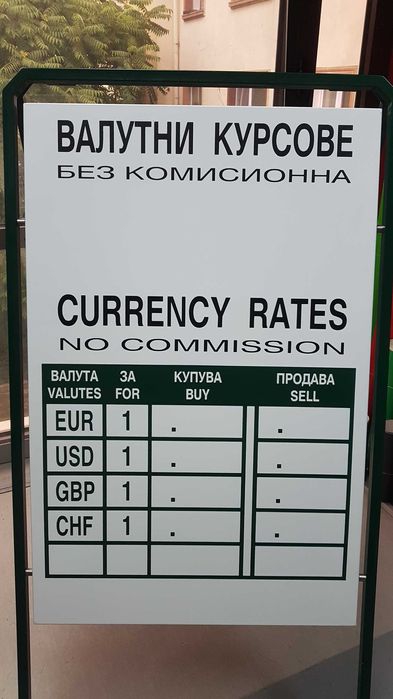 ВАЛУТНИ КУРСОВЕ
БЕЗ КОМИСИОННА
CURRENCY RATES
NO COMMISSION
ВАЛУТА ЗА КУПУВА ПРОДАВА
VALUTES FOR BUY SELL
EUR 1 . .
USD 1 . .
GBP 1 . .
CHF 1 . .